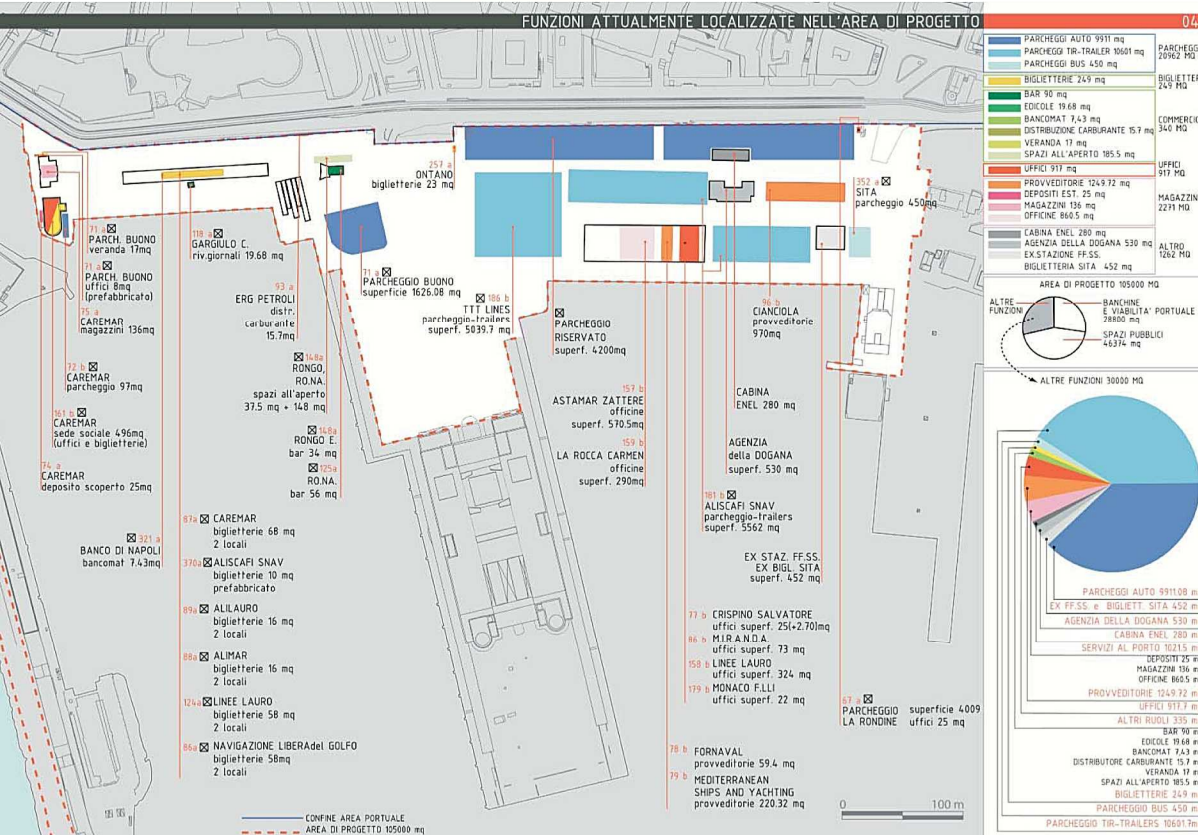 FUNZIONI ATTUALMENTE LOCALIZZATE NELL'AREA DI PROGETTO
04
71 a
PARCH. BUONO
veranda 17mq
71 a
PARCH. BUONO
uffici 8mq
(prefabbricato)
75 a
CAREMAR
magazzini 136mq
72 b
CAREMAR
parcheggio 97mq
161 b
CAREMAR
sede sociale 496mq
(uffici e biglietterie)
74 a
CAREMAR
deposito scoperto 25mq
321 a
BANCO DI NAPOLI
bancomat 7.43mq
118 a
GARGIULO C.
riv.giornali 19.68 mq
93 a
ERG PETROLI
distr.
carburante
15.7mq
148a
RONGO,
RO.NA.
spazi all'aperto
37.5 mq + 148 mq
148a
RONGO E.
bar 34 mq
125a
RO.NA.
bar 56 mq
87a CAREMAR
biglietterie 68 mq
2 locali
370a ALISCAFI SNAV
biglietterie 10 mq
prefabbricato
89a ALILAURO
biglietterie 16 mq
2 locali
88a ALIMAR
biglietterie 16 mq
2 locali
124a LINEE LAURO
biglietterie 58 mq
2 locali
86a NAVIGAZIONE LIBERAdel GOLFO
biglietterie 58mq
2 locali
71 a
PARCHEGGIO BUONO
superficie 1626.08 mq
257 a
ONTANO
biglietterie 23 mq
186 b
TTT LINES
parcheggio-trailers
superf. 5039.7 mq
PARCHEGGIO
RISERVATO
superf. 4200mq
157 b
ASTAMAR ZATTERE
officine
superf. 570.5mq
159 b
LA ROCCA CARMEN
officine
superf. 290mq
352 a
SITA
parcheggio 450mq
96 b
CIANCIOLA
provveditorie
970mq
CABINA
ENEL 280 mq
AGENZIA
della DOGANA
superf. 530 mq
181 b
ALISCAFI SNAV
parcheggio-trailers
superf. 5562 mq
EX STAZ. FF.SS.
EX BIGL. SITA
superf. 452 mq
77 b CRISPINO SALVATORE
uffici superf. 25(+2.70)mq
86 b M.I.R.A.N.D.A.
uffici superf. 73 mq
158 b LINEE LAURO
uffici superf. 324 mq
179 b MONACO F.LLI
uffici superf. 22 mq
67 a
PARCHEGGIO superficie 4009
LA RONDINE uffici 25 mq
78 b FORNAVAL
provveditorie 59.4 mq
79 b MEDITERRANEAN
SHIPS AND YACHTING
provveditorie 220.32 mq
0 100 m
CONFINE AREA PORTUALE
AREA DI PROGETTO 105000 mq
PARCHEGGI AUTO 9911 mq
PARCHEGGI TIR-TRAILER 10601 mq
PARCHEGGI BUS 450 mq
PARCHEGGI
20962 MQ
BIGLIETTERIE 249 mq
BIGLIETTER
249 MQ
BAR 90 mq
EDICOLE 19.68 mq
BANCOMAT 7,43 mq
DISTRIBUZIONE CARBURANTE 15.7 mq
VERANDA 17 mq
SPAZI ALL'APERTO 185.5 mq
COMMERCIO
340 MQ
UFFICI 917 mq
UFFICI
917 MQ
PROVVEDITORIE 1249.72 mq
DEPOSITI EST. 25 mq
MAGAZZINI 136 mq
OFFICINE 860.5 mq
MAGAZZINI
2271 MQ
CABINA ENEL 280 mq
AGENZIA DELLA DOGANA 530 mq
EX.STAZIONE FF.SS.
BIGLIETTERIA SITA 452 mq
ALTRO
1262 MQ
AREA DI PROGETTO 105000 MQ
ALTRE
FUNZIONI
BANCHINE
E VIABILITA' PORTUALE
28800 MQ
SPAZI PUBBLICI
46374 MQ
ALTRE FUNZIONI 30000 MQ
PARCHEGGI AUTO 9911.08 m
EX FF.SS. e BIGLIETT. SITA 452 m
AGENZIA DELLA DOGANA 530 m
CABINA ENEL 280 m
SERVIZI AL PORTO 1021.5 m
DEPOSITI 25 m
MAGAZZINI 136 m
OFFICINE 860.5 m
PROVVEDITORIE 1249.72 m
UFFICI 917.7 m
ALTRI RUOLI 335 m
BAR 90 m
EDICOLE 19.68 m
BANCOMAT 7,43 m
DISTRIBUTORE CARBURANTE 15.7 m
VERANDA 17 m
SPAZI ALL'APERTO 185.5 m
BIGLIETTERIE 249 m
PARCHEGGIO BUS 450 m
PARCHEGGIO TIR-TRAILERS 10601.7m